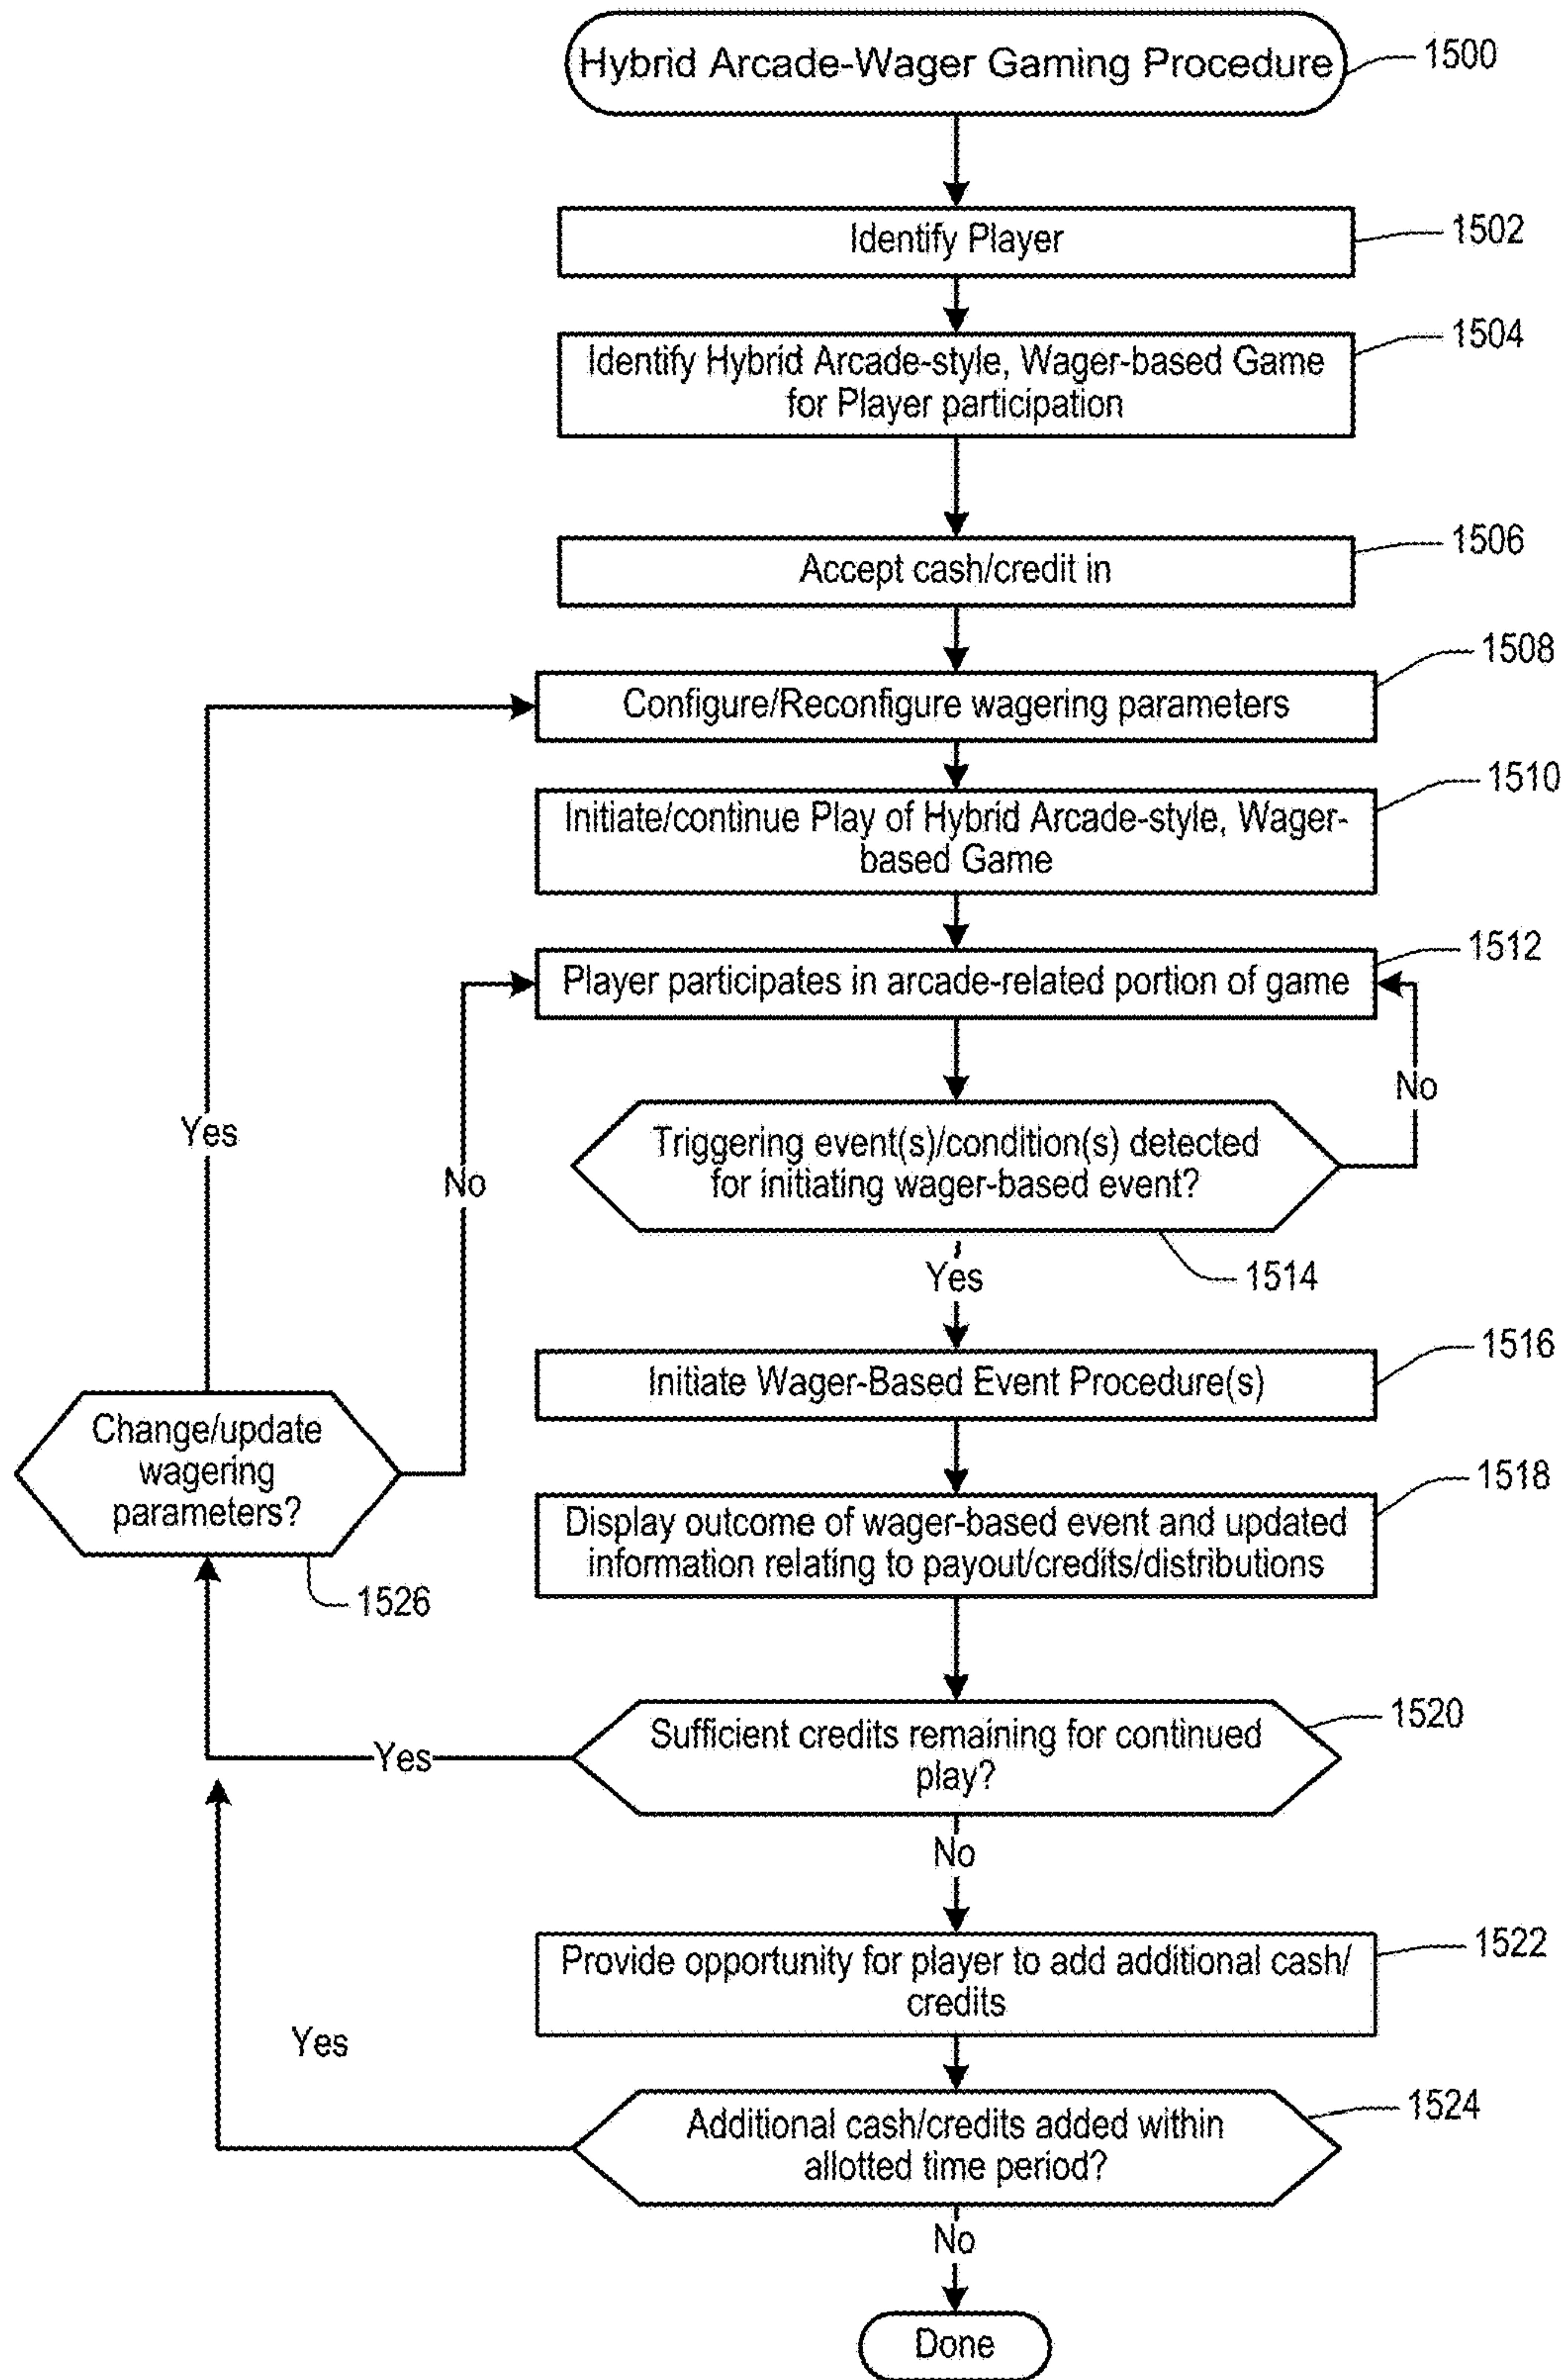 Hybrid Arcade-Wager Gaming Procedure
1500
Identify Player
1502
Identify Hybrid Arcade-style, Wager-based Game
for Player participation
1504
Accept cash/credit in
1506
Configure/Reconfigure wagering parameters
1508
Initiate/continue Play of Hybrid Arcade-style, Wager-
based Game
1510
Player participates in arcade-related portion of game
1512
No
Triggering event(s)/condition(s) detected
for initiating wager-based event?
1514
Yes
Yes
No
Initiate Wager-Based Event Procedure(s)
1516
Change/update
wagering
parameters?
1526
Display outcome of wager-based event and updated
information relating to payout/credits/distributions
1518
Sufficient credits remaining for continued
play?
1520
Yes
No
Provide opportunity for player to add additional cash/
credits
1522
Yes
Additional cash/credits added within
allotted time period?
1524
No
Done